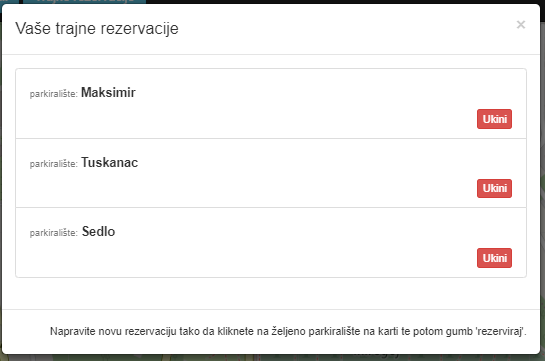 Vaše trajne rezervacije
×
parkiralište: Maksimir
Ukini
parkiralište: Tuskanac
Ukini
parkiralište: Sedlo
Ukini
Napravite novu rezervaciju tako da kliknete na željeno parkiralište na karti te potom gumb 'rezerviraj'.